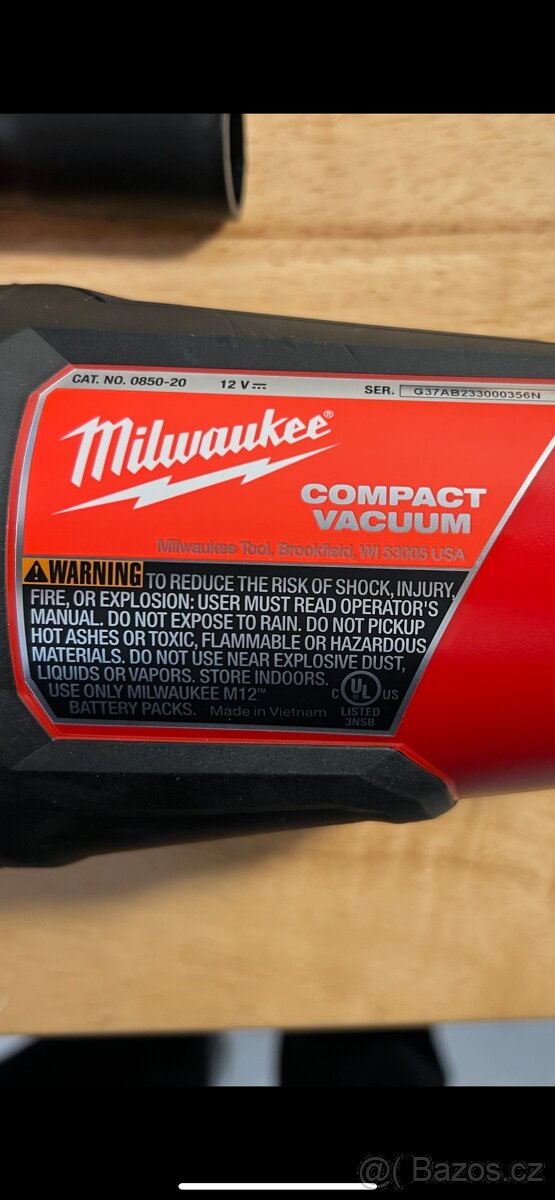 CAT. NO. 0850-20 12 V SER. G37AB233000356N
Milwaukee®
COMPACT
VACUUM
Milwaukee Tool, Brookfield, WI 53005 USA
WARNING TO REDUCE THE RISK OF SHOCK, INJURY,
FIRE, OR EXPLOSION: USER MUST READ OPERATOR'S
MANUAL. DO NOT EXPOSE TO RAIN. DO NOT PICKUP
HOT ASHES OR TOXIC, FLAMMABLE OR HAZARDOUS
MATERIALS. DO NOT USE NEAR EXPLOSIVE DUST,
LIQUIDS OR VAPORS. STORE INDOORS.
USE ONLY MILWAUKEE M12™
BATTERY PACKS. Made in Vietnam
C UL US
LISTED
3NSB
@( Bazos.cz